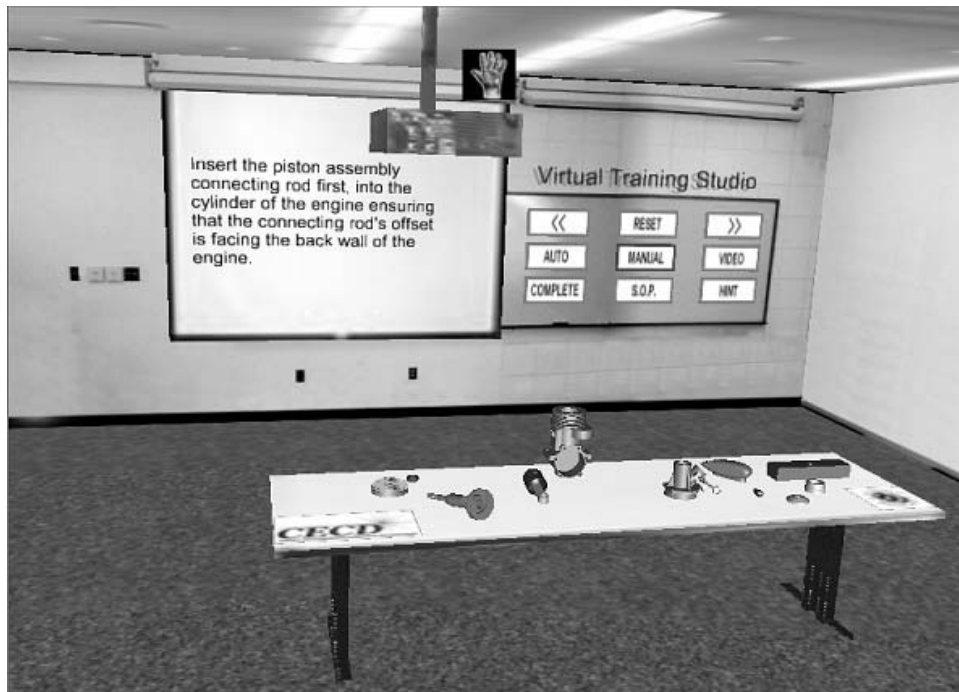 Insert the piston assembly
connecting rod first, into the
cylinder of the engine ensuring
that the connecting rod's offset
is facing the back wall of the
engine.
Virtual Training Studio
<< RESET >>
AUTO MANUAL VIDEO
COMPLETE S.O.P. HINT
CECD